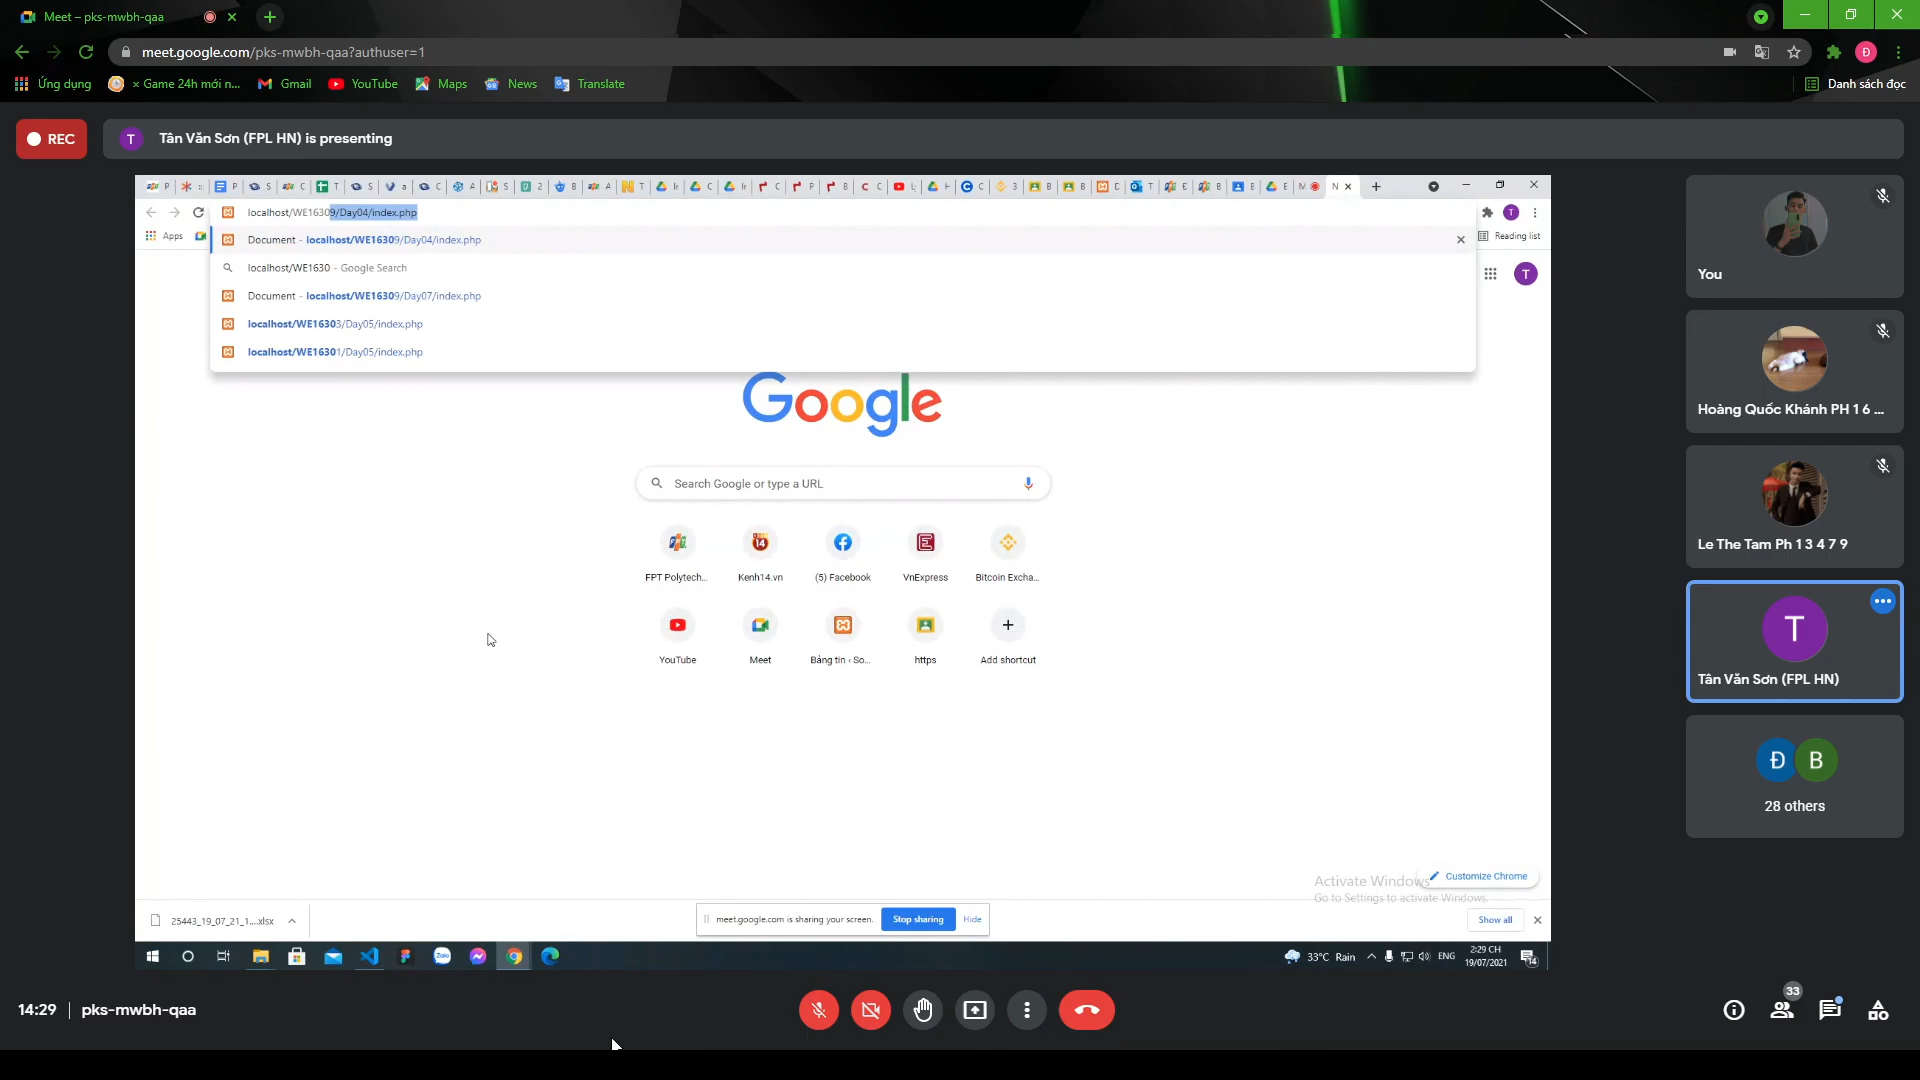 Meet – pks-mwbh-qaa
meet.google.com/pks-mwbh-qaa?authuser=1
Ứng dụng
× Game 24h mới n...
Gmail
YouTube
Maps
News
Translate
Danh sách đọc
REC
T
Tân Văn Sơn (FPL HN) is presenting
localhost/WE16309/Day04/index.php
Apps
Reading list
Document - localhost/WE16309/Day04/index.php
localhost/WE1630 - Google Search
Document - localhost/WE16309/Day07/index.php
localhost/WE16303/Day05/index.php
localhost/WE16301/Day05/index.php
T
Google
Search Google or type a URL
FPT Polytech...
Kenh14.vn
(5) Facebook
VnExpress
Bitcoin Excha...
YouTube
Meet
Bảng tin ‹ So...
https
Add shortcut
Activate Windows
Go to Settings to activate Windows.
Customize Chrome
25443_19_07_21_1....xlsx
meet.google.com is sharing your screen.
Stop sharing
Hide
Show all
33°C Rain
ENG
2:29 CH
19/07/2021
14
You
Hoàng Quốc Khánh PH 1 6 ...
Le The Tam Ph 1 3 4 7 9
T
Tân Văn Sơn (FPL HN)
Đ
B
28 others
14:29
pks-mwbh-qaa
33